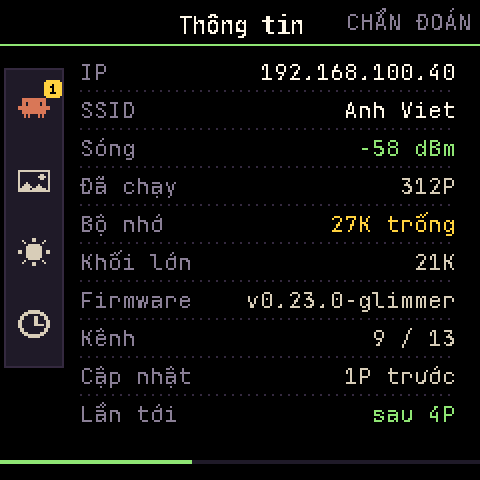 Thông tin CHẨN ĐOÁN
1
IP 192.168.100.40
SSID Anh Viet
Sóng -58 dBm
Đã chạy 312P
Bộ nhớ 27K trống
Khối lớn 21K
Firmware v0.23.0-glimmer
Kênh 9 / 13
Cập nhật 1P trước
Lần tới sau 4P